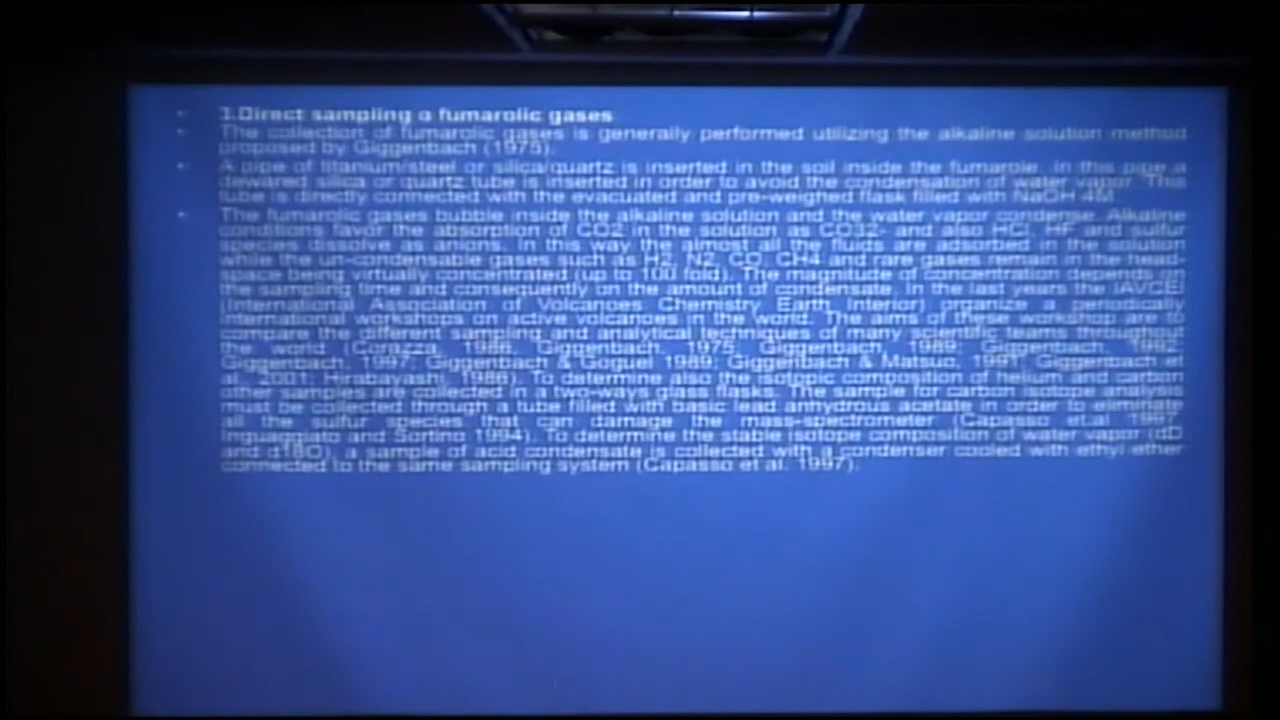 - 3.Direct sampling o fumarolic gases
- The collection of fumarolic gases is generally performed utilizing the alkaline solution method
proposed by Giggenbach (1975).
- A pipe of titanium/steel or silica/quartz is inserted in the soil inside the fumarole. In this pipe a
dewared silica or quartz tube is inserted in order to avoid the condensation of water vapor. This
tube is directly connected with the evacuated and pre-weighed flask filled with NaOH 4M.
- The fumarolic gases bubble inside the alkaline solution and the water vapor condense. Alkaline
conditions favor the absorption of CO2 in the solution as CO32- and also HCl, HF and sulfur
species dissolve as anions. In this way the almost all the fluids are adsorbed in the solution
while the un-condensable gases such as H2, N2, CO, CH4 and rare gases remain in the head-
space being virtually concentrated (up to 100 fold). The magnitude of concentration depends on
the sampling time and consequently on the amount of condensate. In the last years the IAVCEI
(International Association of Volcanoes Chemistry Earth Interior) organize a periodically
international workshops on active volcanoes in the world. The aims of these workshop are to
compare the different sampling and analytical techniques of many scientific teams throughout
the world. Giggenbach, 1975; Giggenbach, 1989; Giggenbach, 1992;
Giggenbach, 1997; Giggenbach & Goguel 1989; Giggenbach & Matsuo, 1991; Giggenbach et
al., 2001; Hirabayashi, 1986). To determine also the isotopic composition of helium and carbon
other samples are collected in a two-ways glass flasks. The sample for carbon isotope analysis
must be collected through a tube filled with basic lead anhydrous acetate in order to eliminate
all the sulfur species that can damage the mass-spectrometer (Capasso et.al 1997
Inguaggiato and Sortino 1994). To determine the stable isotope composition of water vapor (dD
and d18O), a sample of acid condensate is collected with a condenser cooled with ethyl ether
connected to the same sampling system (Capasso et al. 1997).